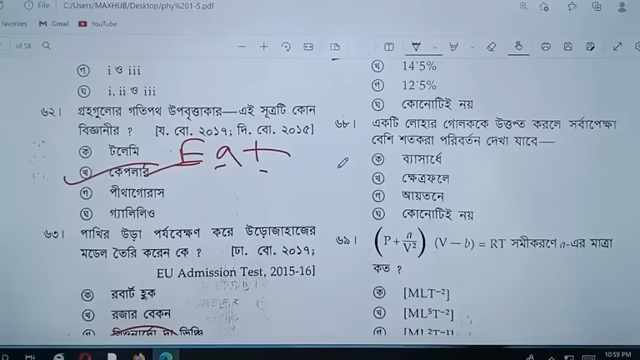 File
C:/Users/MAXHUB/Desktop/phy%201-5.pdf
favorites Gmail YouTube
of 58
গ i ও iii
ঘ i, ii ও iii
৬২। গ্রহগুলোর গতিপথ উপবৃত্তাকার—এই সূত্রটি কোন
বিজ্ঞানীর ? [য. বো. ২০১৭; দি. বো. ২০১৫]
ক টলেমি
খ কেপলার
Eat
গ পীথাগোরাস
ঘ গ্যালিলিও
৬৩। পাখির উড়া পর্যবেক্ষণ করে উড়োজাহাজের
মডেল তৈরি করেন কে ? [ঢা. বো. ২০১৭;
EU Admission Test, 2015-16]
ক রবার্ট হুক
খ রজার বেকন
গ
খ 14·5%
গ 12·5%
ঘ কোনোটিই নয়
৬৮। একটি লোহার গোলককে উত্তপ্ত করলে সর্বাপেক্ষা
বেশি শতকরা পরিবর্তন দেখা যাবে—
ক ব্যাসার্ধে
খ ক্ষেত্রফলে
গ আয়তনে
ঘ কোনোটিই নয়
৬৯। (P+a/V²) (V – b) = RT সমীকরণে a-এর মাত্রা
কত ?
ক [MLT⁻²]
খ [ML⁵T⁻²]
গ [ML²T⁻¹]
10:59 PM